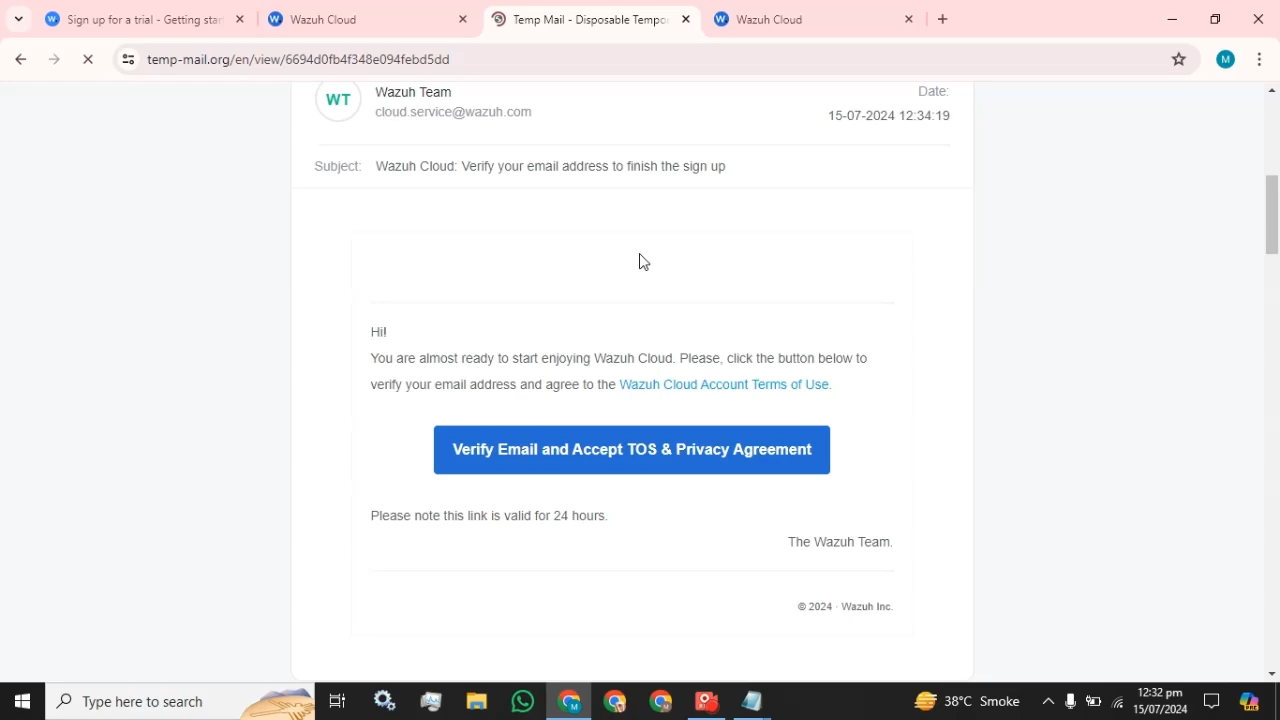 Sign up for a trial - Getting star
Wazuh Cloud
Temp Mail - Disposable Tempor
Wazuh Cloud
temp-mail.org/en/view/6694d0fb4f348e094febd5dd
M
WT
Wazuh Team
cloud.service@wazuh.com
Date:
15-07-2024 12:34:19
Subject: Wazuh Cloud: Verify your email address to finish the sign up
Hi!
You are almost ready to start enjoying Wazuh Cloud. Please, click the button below to
verify your email address and agree to the Wazuh Cloud Account Terms of Use.
Verify Email and Accept TOS & Privacy Agreement
Please note this link is valid for 24 hours.
The Wazuh Team.
© 2024 · Wazuh Inc.
Type here to search
38°C Smoke
12:32 pm
15/07/2024